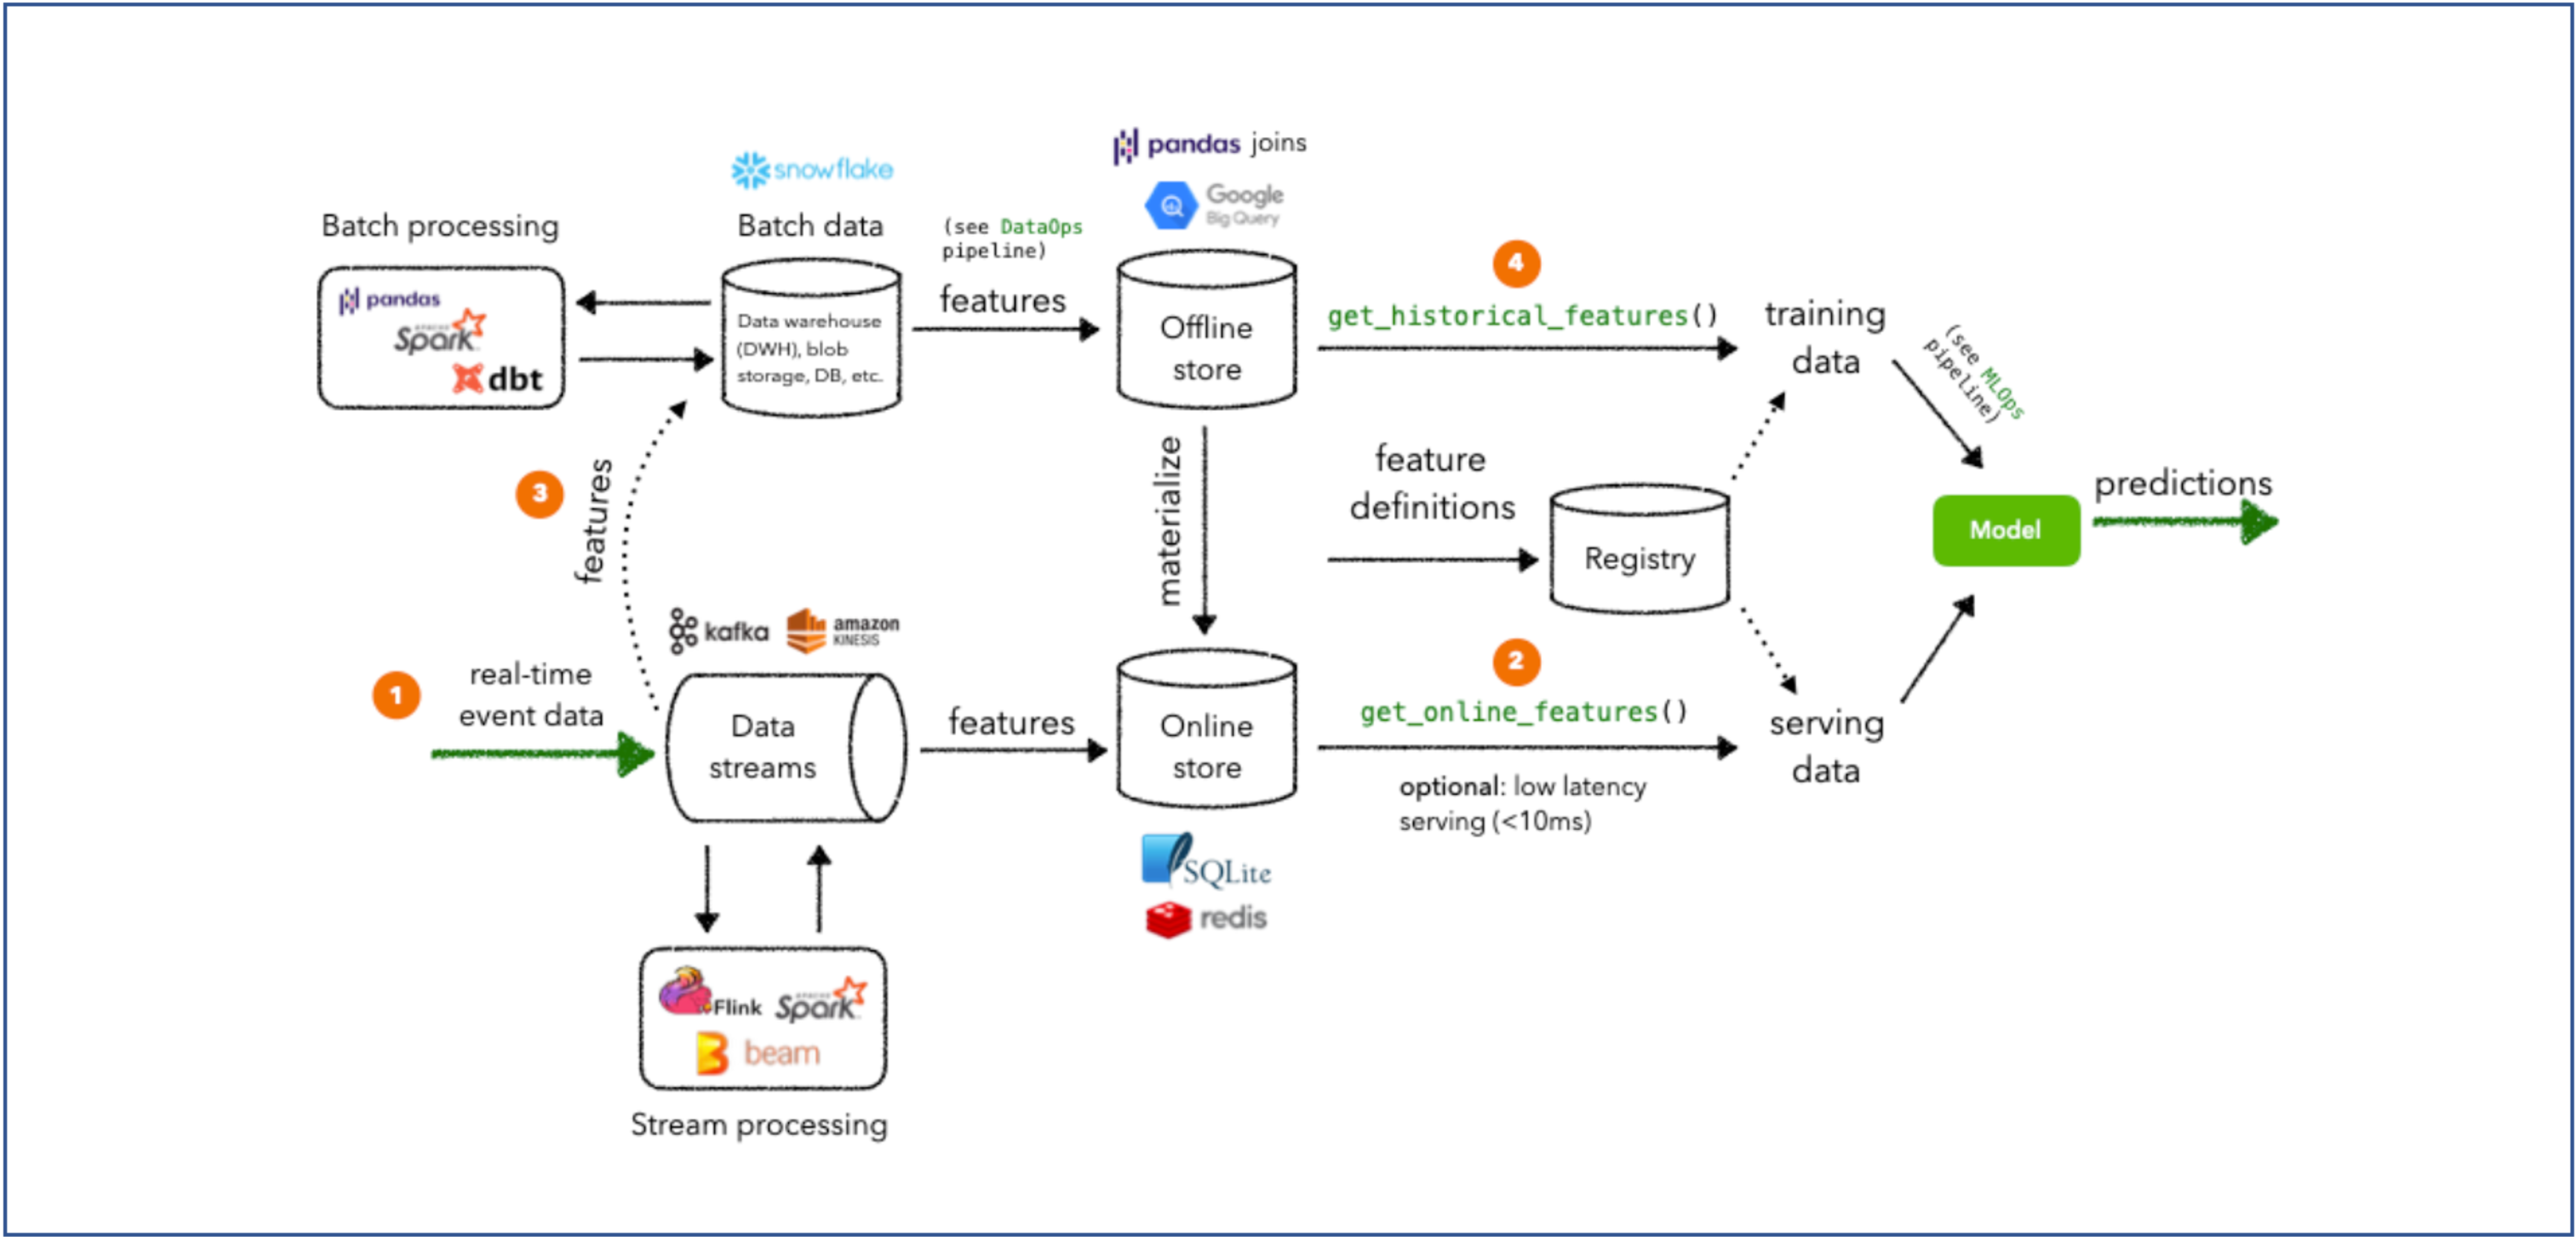 pandas joins
Google
Big Query
snowflake
Batch processing
pandas
APACHE
Spark
dbt
Batch data
Data warehouse
(DWH), blob
storage, DB, etc.
(see DataOps
pipeline)
features
Offline
store
4
get_historical_features()
training
data
(see MLOps
pipeline)
3
features
materialize
feature
definitions
Registry
Model
predictions
1
real-time
event data
kafka
amazon
KINESIS
Data
streams
features
Online
store
2
get_online_features()
optional: low latency
serving (<10ms)
serving
data
SQLite
redis
Flink
APACHE
Spark
beam
Stream processing